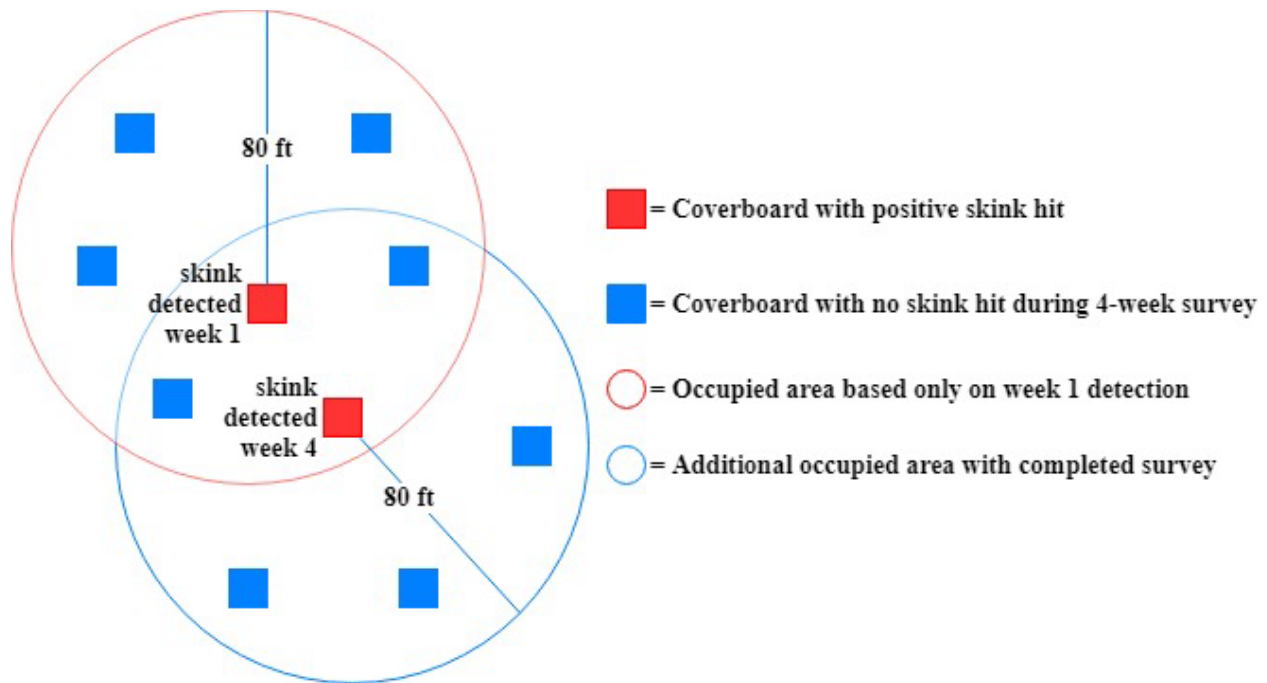 80 ft
skink
detected
week 1
skink
detected
week 4
80 ft
= Coverboard with positive skink hit
= Coverboard with no skink hit during 4-week survey
= Occupied area based only on week 1 detection
= Additional occupied area with completed survey